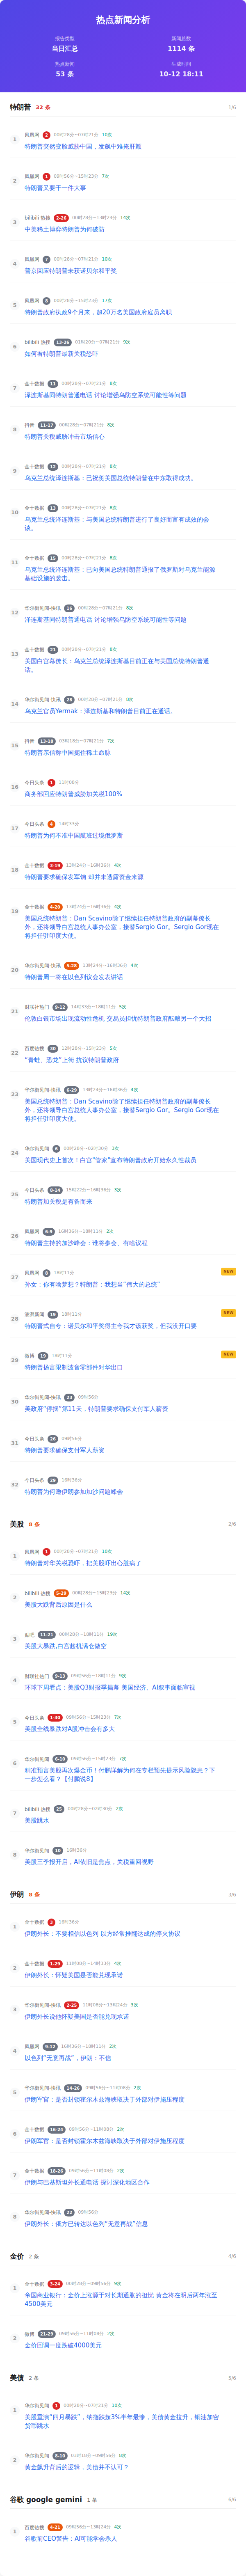 热点新闻分析
报告类型
新闻总数
当日汇总
1114 条
热点新闻
生成时间
53 条
10-12 18:11
特朗普 32 条 1/6
1 凤凰网 2 00时28分~07时21分 10次
特朗普突然变脸威胁中国，发飙中难掩肝颤
2 凤凰网 1 09时56分~15时23分 7次
特朗普又要干一件大事
3 bilibili 热搜 2-26 00时28分~13时24分 14次
中美稀土博弈特朗普为何破防
4 凤凰网 7 00时28分~07时21分 10次
普京回应特朗普未获诺贝尔和平奖
5 凤凰网 8 00时28分~15时23分 17次
特朗普政府执政9个月来，超20万名美国政府雇员离职
6 bilibili 热搜 13-26 01时20分~09时56分 9次
如何看特朗普最新关税恐吓
7 金十数据 11 00时28分~07时21分 8次
泽连斯基同特朗普通电话 讨论增强乌防空系统可能性等问题
8 抖音 11-17 00时28分~07时21分 8次
特朗普关税威胁冲击市场信心
9 金十数据 12 00时28分~07时21分 8次
乌克兰总统泽连斯基：已祝贺美国总统特朗普在中东取得成功。
10 金十数据 13 00时28分~07时21分 8次
乌克兰总统泽连斯基：与美国总统特朗普进行了良好而富有成效的会
谈。
11 金十数据 15 00时28分~07时21分 8次
乌克兰总统泽连斯基：已向美国总统特朗普通报了俄罗斯对乌克兰能源
基础设施的袭击。
12 华尔街见闻-快讯 16 00时28分~07时21分 8次
泽连斯基同特朗普通电话 讨论增强乌防空系统可能性等问题
13 金十数据 21 00时28分~07时21分 8次
美国白宫幕僚长：乌克兰总统泽连斯基目前正在与美国总统特朗普通
话。
14 华尔街见闻-快讯 28 00时28分~07时21分 8次
乌克兰官员Yermak：泽连斯基和特朗普目前正在通话。
15 抖音 13-18 03时18分~07时21分 7次
特朗普亲信称中国扼住稀土命脉
16 今日头条 1 11时08分
商务部回应特朗普威胁加关税100%
17 今日头条 4 14时33分
特朗普为何不准中国航班过境俄罗斯
18 金十数据 3-19 13时24分~16时36分 4次
特朗普要求确保发军饷 却并未透露资金来源
19 金十数据 4-20 13时24分~16时36分 4次
美国总统特朗普：Dan Scavino除了继续担任特朗普政府的副幕僚长
外，还将领导白宫总统人事办公室，接替Sergio Gor。Sergio Gor现在
将担任驻印度大使。
20 华尔街见闻-快讯 5-28 13时24分~16时36分 4次
特朗普周一将在以色列议会发表讲话
21 财联社热门 9-12 14时33分~18时11分 5次
伦敦白银市场出现流动性危机 交易员担忧特朗普政府酝酿另一个大招
22 百度热搜 30 12时28分~15时23分 5次
“青蛙、恐龙”上街 抗议特朗普政府
23 华尔街见闻-快讯 6-29 13时24分~16时36分 4次
美国总统特朗普：Dan Scavino除了继续担任特朗普政府的副幕僚长
外，还将领导白宫总统人事办公室，接替Sergio Gor。Sergio Gor现在
将担任驻印度大使。
24 华尔街见闻 6 00时28分~02时30分 3次
美国现代史上首次！白宫“管家”宣布特朗普政府开始永久性裁员
25 今日头条 8-14 15时23分~16时36分 3次
特朗普加关税是有备而来
26 凤凰网 6-9 16时36分~18时11分 2次
特朗普主持的加沙峰会：谁将参会、有啥议程
27 凤凰网 8 18时11分 NEW
孙女：你有啥梦想？特朗普：我想当“伟大的总统”
28 澎湃新闻 19 18时11分 NEW
特朗普式自夸：诺贝尔和平奖得主夸我才该获奖，但我没开口要
29 微博 19 18时11分 NEW
特朗普扬言限制波音零部件对华出口
30 华尔街见闻-快讯 23 09时56分
美政府“停摆”第11天，特朗普要求确保支付军人薪资
31 今日头条 26 09时56分
特朗普要求确保支付军人薪资
32 今日头条 29 16时36分
特朗普为何邀伊朗参加加沙问题峰会
美股 8 条 2/6
1 凤凰网 1 00时28分~07时21分 10次
特朗普对华关税恐吓，把美股吓出心脏病了
2 bilibili 热搜 5-29 00时28分~15时23分 14次
美股大跌背后原因是什么
3 贴吧 11-21 00时28分~18时11分 19次
美股大暴跌,白宫趁机满仓做空
4 财联社热门 6-13 09时56分~18时11分 9次
环球下周看点：美股Q3财报季揭幕 美国经济、AI叙事面临审视
5 今日头条 1-30 09时56分~15时23分 7次
美股全线暴跌对A股冲击会有多大
6 华尔街见闻 6-10 09时56分~15时23分 7次
精准预言美股再次爆金币！付鹏详解为何在专栏预先提示风险隐患？下
一步怎么看？【付鹏说8】
7 bilibili 热搜 25 00时28分~02时30分 2次
美股跳水
8 华尔街见闻 10 16时36分
美股三季报开启，AI依旧是焦点，关税重回视野
伊朗 8 条 3/6
1 金十数据 3 16时36分
伊朗外长：不要相信以色列 以方经常推翻达成的停火协议
2 金十数据 1-29 11时08分~14时33分 4次
伊朗外长：怀疑美国是否能兑现承诺
3 华尔街见闻-快讯 2-25 11时08分~13时24分 3次
伊朗外长说他怀疑美国是否能兑现承诺
4 凤凰网 9-12 16时36分~18时11分 2次
以色列“无意再战”，伊朗：不信
5 华尔街见闻-快讯 14-26 09时56分~11时08分 2次
伊朗军官：是否封锁霍尔木兹海峡取决于外部对伊施压程度
6 金十数据 16-24 09时56分~11时08分 2次
伊朗军官：是否封锁霍尔木兹海峡取决于外部对伊施压程度
7 金十数据 18-26 09时56分~11时08分 2次
伊朗与巴基斯坦外长通电话 探讨深化地区合作
8 华尔街见闻-快讯 22 09时56分
伊朗外长：俄方已转达以色列“无意再战”信息
金价 2 条 4/6
1 金十数据 3-24 00时28分~09时56分 9次
帝国商业银行：金价上涨源于对长期通胀的担忧 黄金将在明后两年涨至
4500美元
2 微博 21-29 09时56分~11时08分 2次
金价回调一度跌破4000美元
美债 2 条 5/6
1 华尔街见闻 1 00时28分~07时21分 10次
美股重演“四月暴跌”，纳指跌超3%半年最惨，美债黄金拉升，铜油加密
货币跳水
2 华尔街见闻 8-10 03时18分~09时56分 8次
黄金飙升背后的逻辑，美债并不认可？
谷歌 google gemini 1 条 6/6
1 百度热搜 4-21 09时56分~13时24分 4次
谷歌前CEO警告：AI可能学会杀人